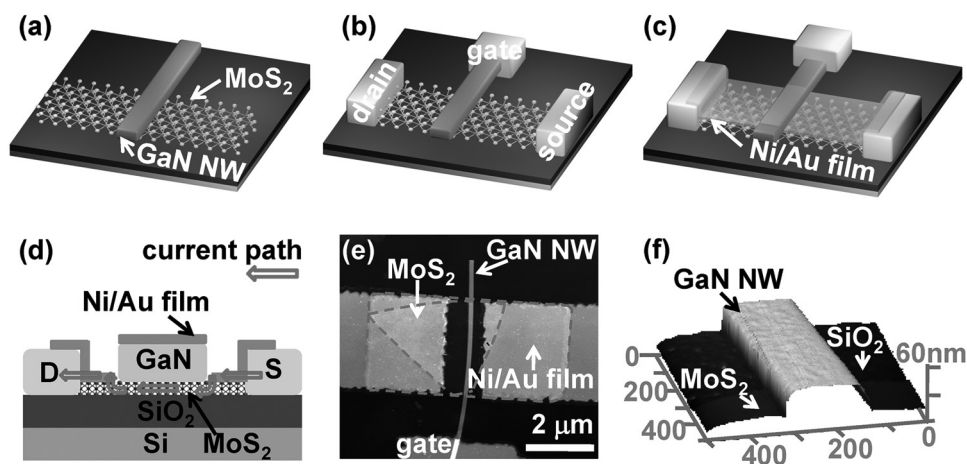 (a)
MoS2
GaN NW
(b)
gate
drain
source
(c)
Ni/Au film
(d)
current path
Ni/Au film
GaN
D
S
SiO2
Si
MoS2
(e)
GaN NW
MoS2
Ni/Au film
gate
2 μm
(f)
GaN NW
SiO2
60nm
MoS2
0
200
400
400
200
0
0